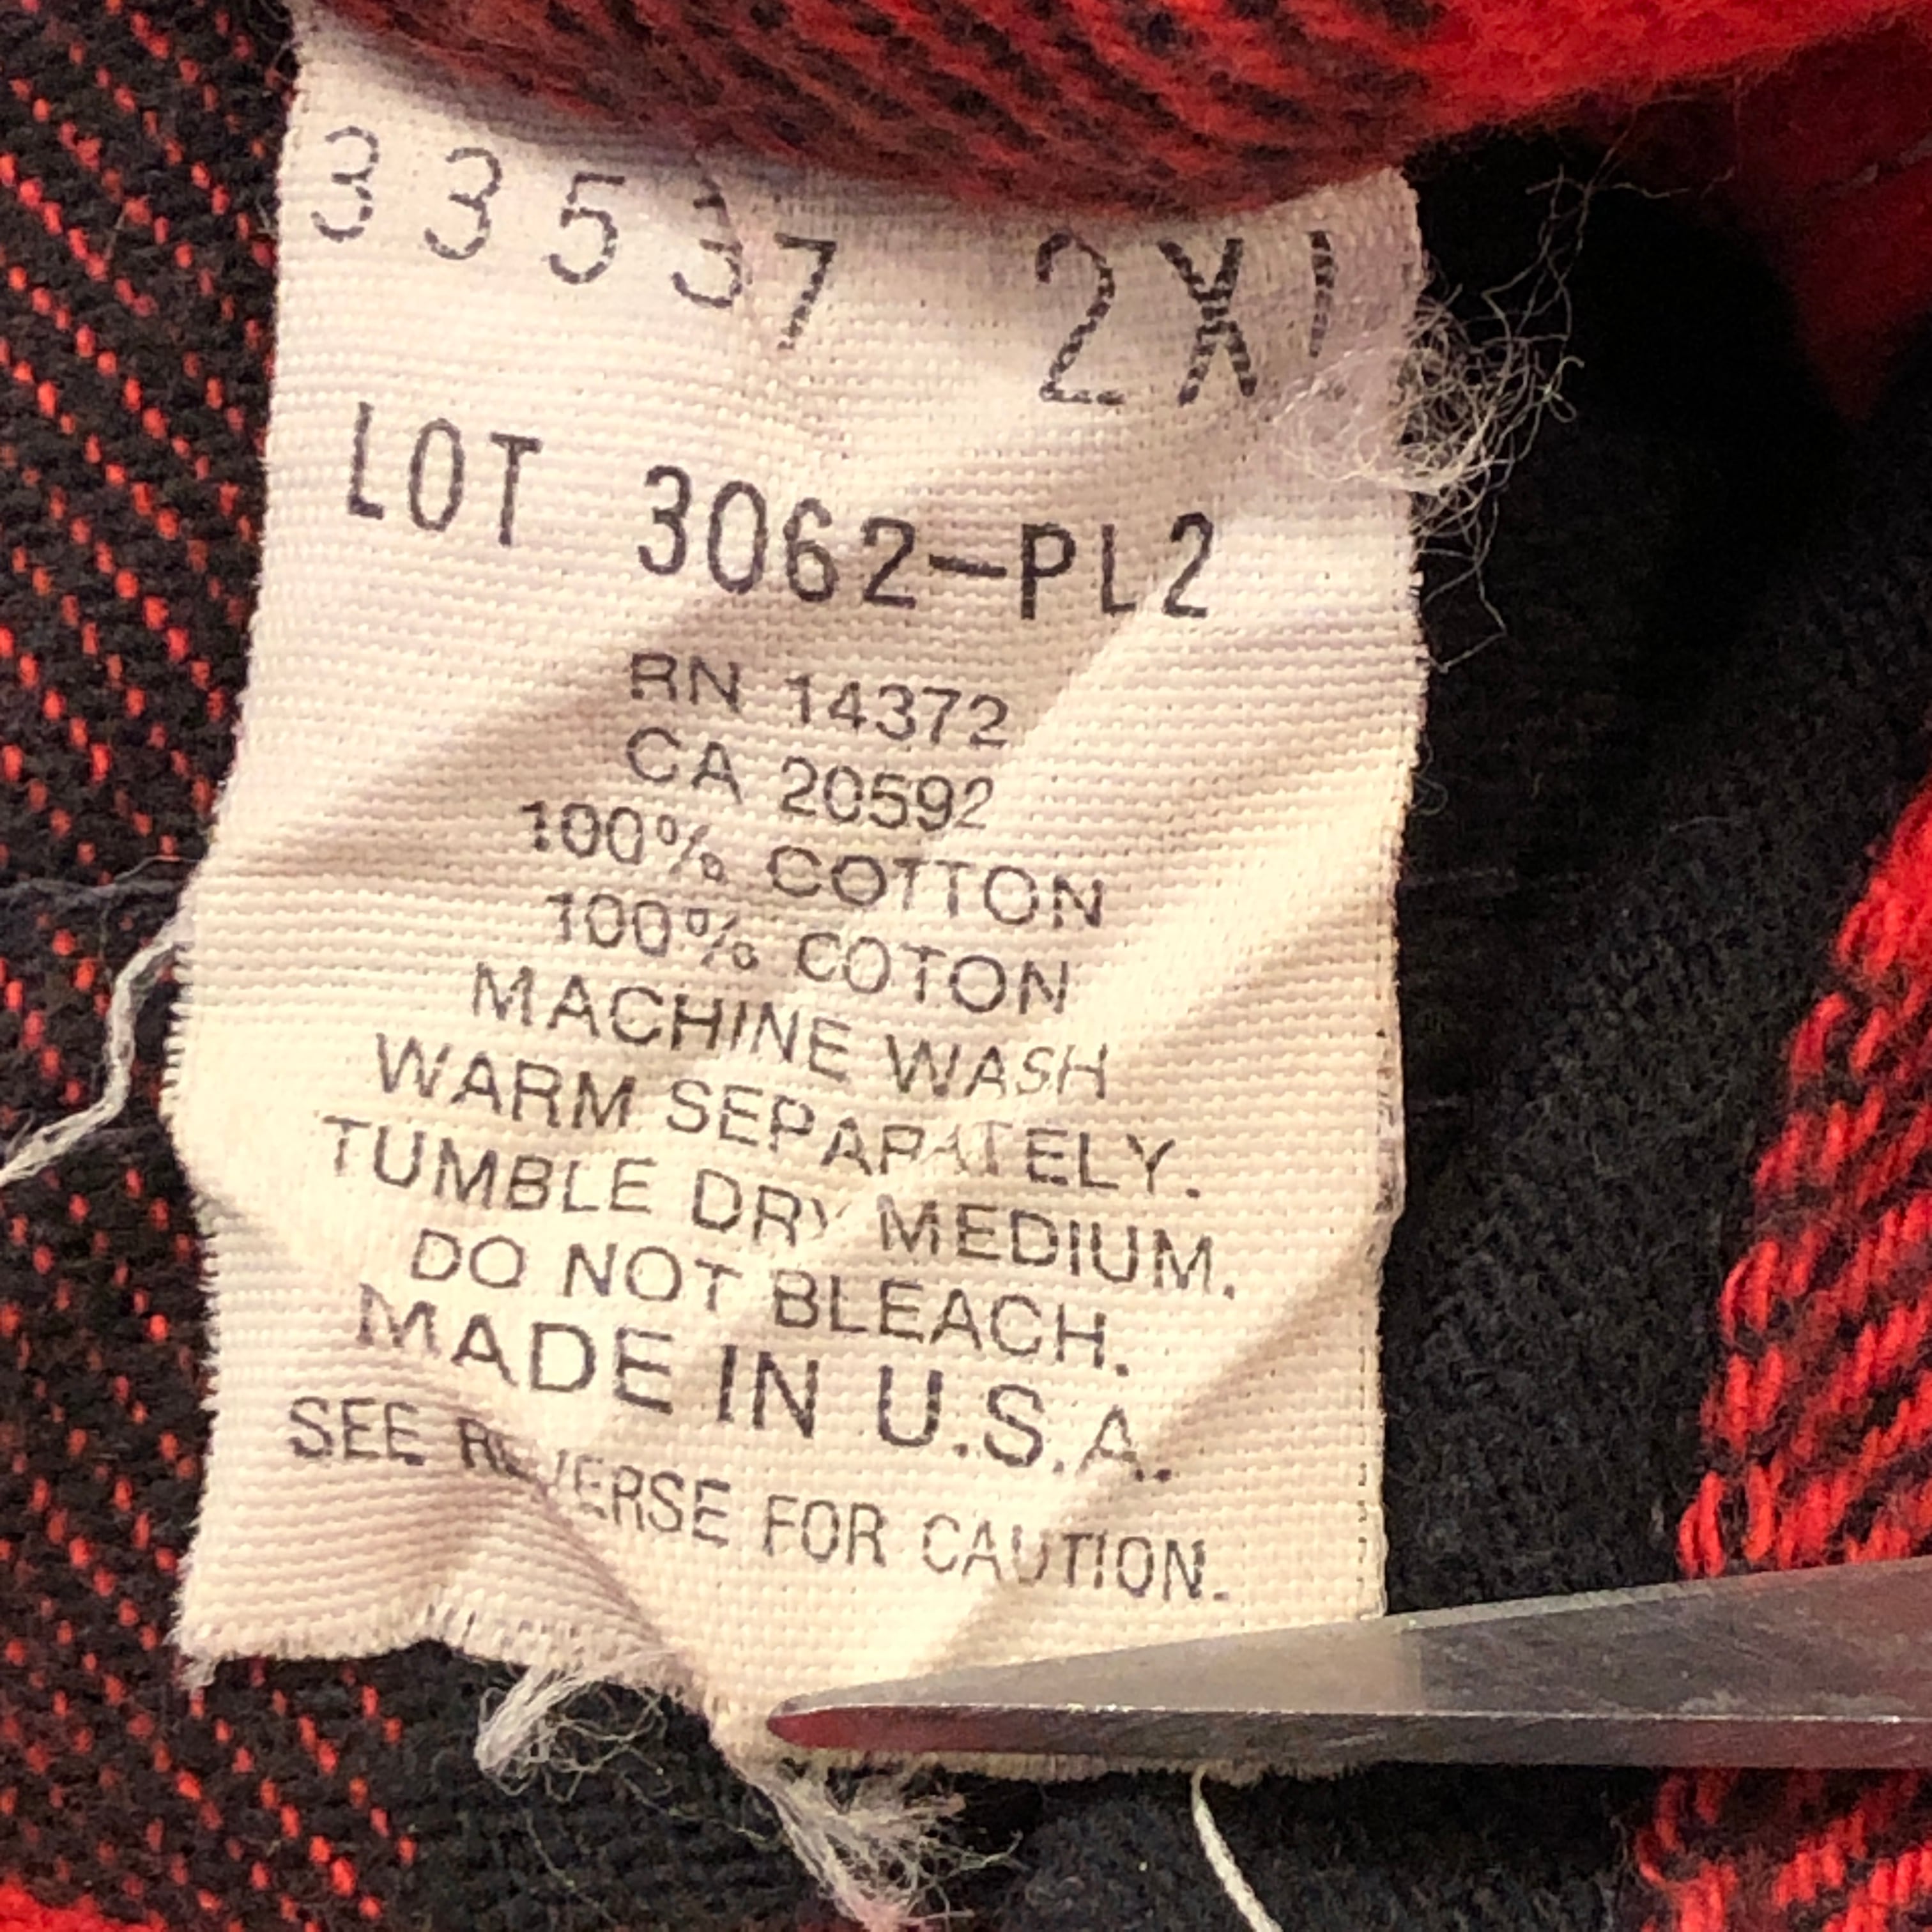 33537 2X
LOT 3062-PL2
RN 14372
CA 20592
100% COTTON
100% COTON
MACHINE WASH
WARM SEPARATELY.
TUMBLE DRY MEDIUM.
DO NOT BLEACH.
MADE IN U.S.A.
SEE REVERSE FOR CAUTION.